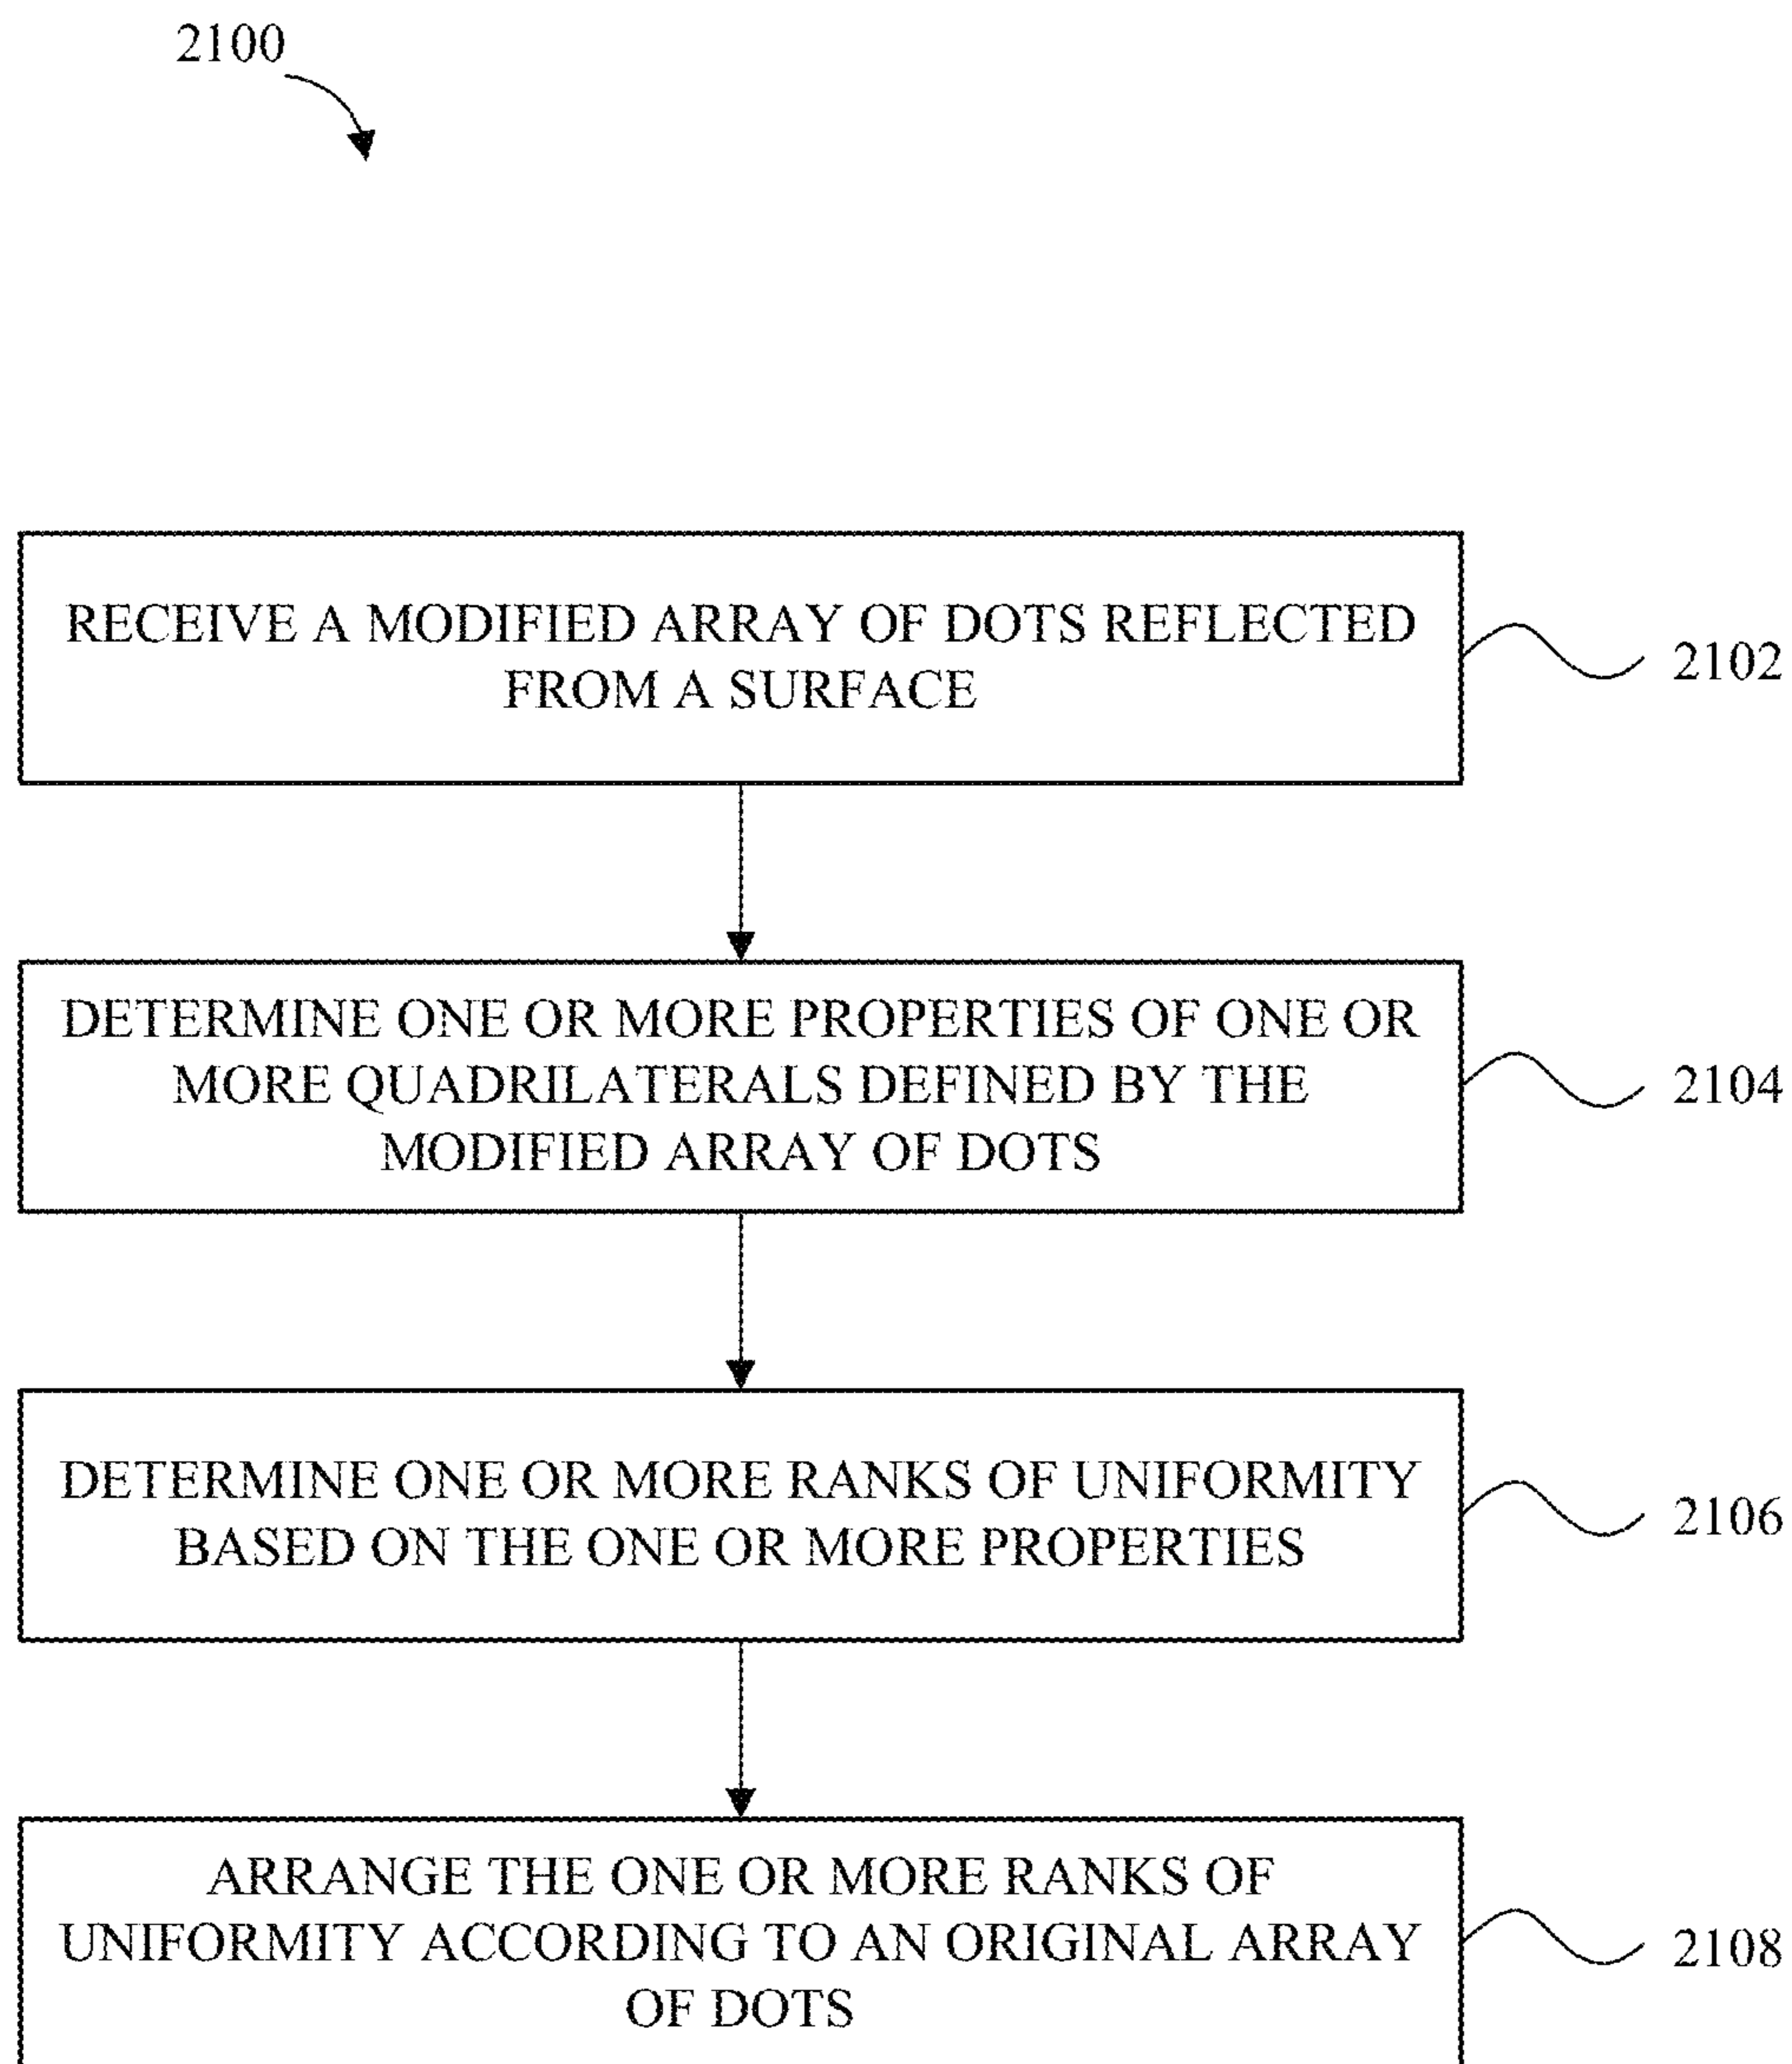 2100
RECEIVE A MODIFIED ARRAY OF DOTS REFLECTED
FROM A SURFACE
2102
DETERMINE ONE OR MORE PROPERTIES OF ONE OR
MORE QUADRILATERALS DEFINED BY THE
MODIFIED ARRAY OF DOTS
2104
DETERMINE ONE OR MORE RANKS OF UNIFORMITY
BASED ON THE ONE OR MORE PROPERTIES
2106
ARRANGE THE ONE OR MORE RANKS OF
UNIFORMITY ACCORDING TO AN ORIGINAL ARRAY
OF DOTS
2108